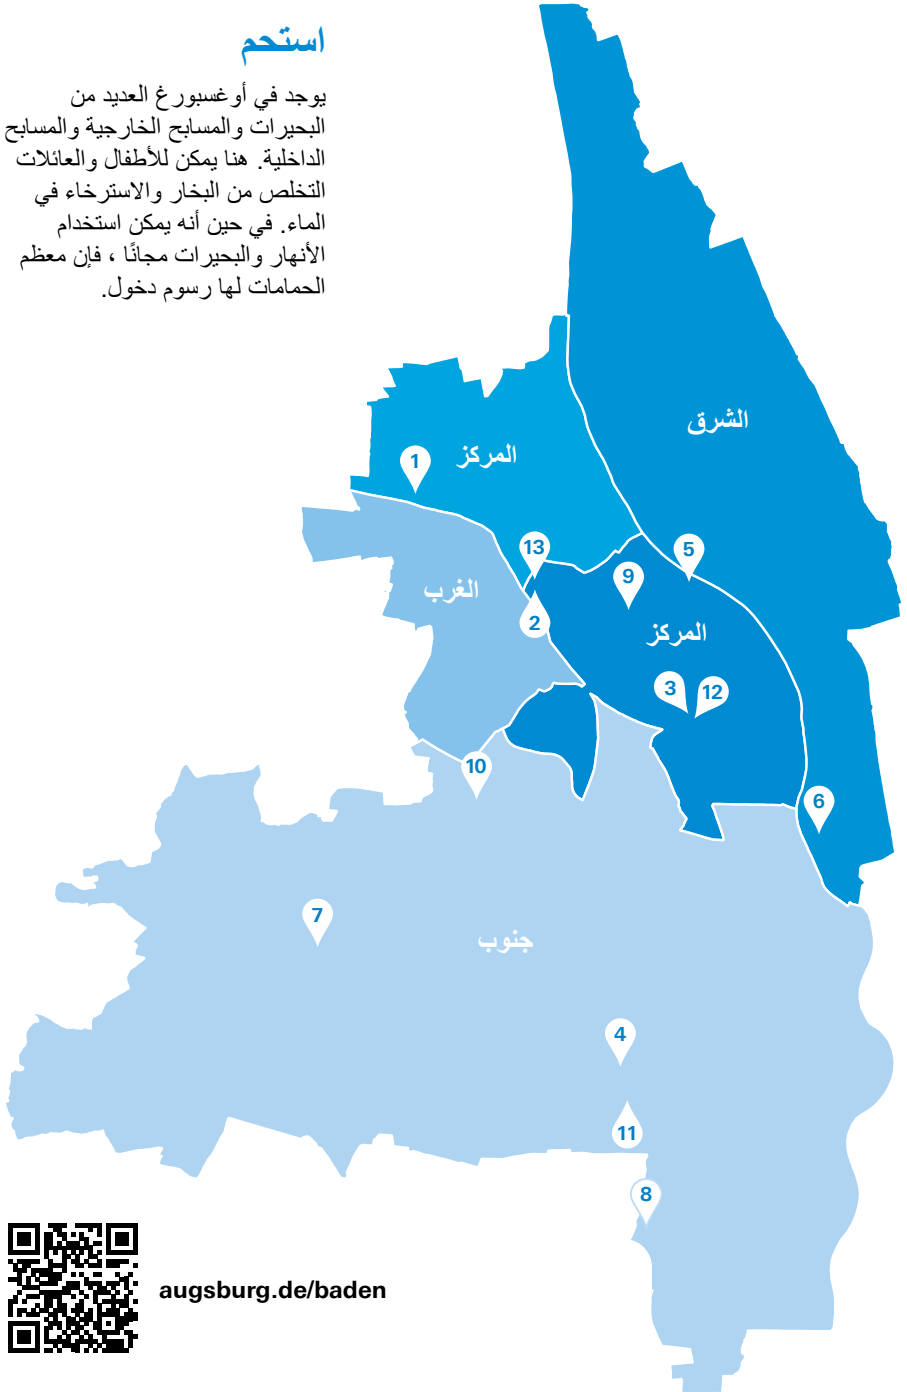 استحم
يوجد في أوغسبورغ العديد من
البحيرات والمسابح الخارجية والمسابح
الداخلية. هنا يمكن للأطفال والعائلات
التخلص من البخار والاسترخاء في
الماء. في حين أنه يمكن استخدام
الأنهار والبحيرات مجانًا ، فإن معظم
الحمامات لها رسوم دخول.
الشرق
المركز
1
13
5
9
الغرب
2
المركز
3
12
10
6
7
جنوب
4
11
8
augsburg.de/baden